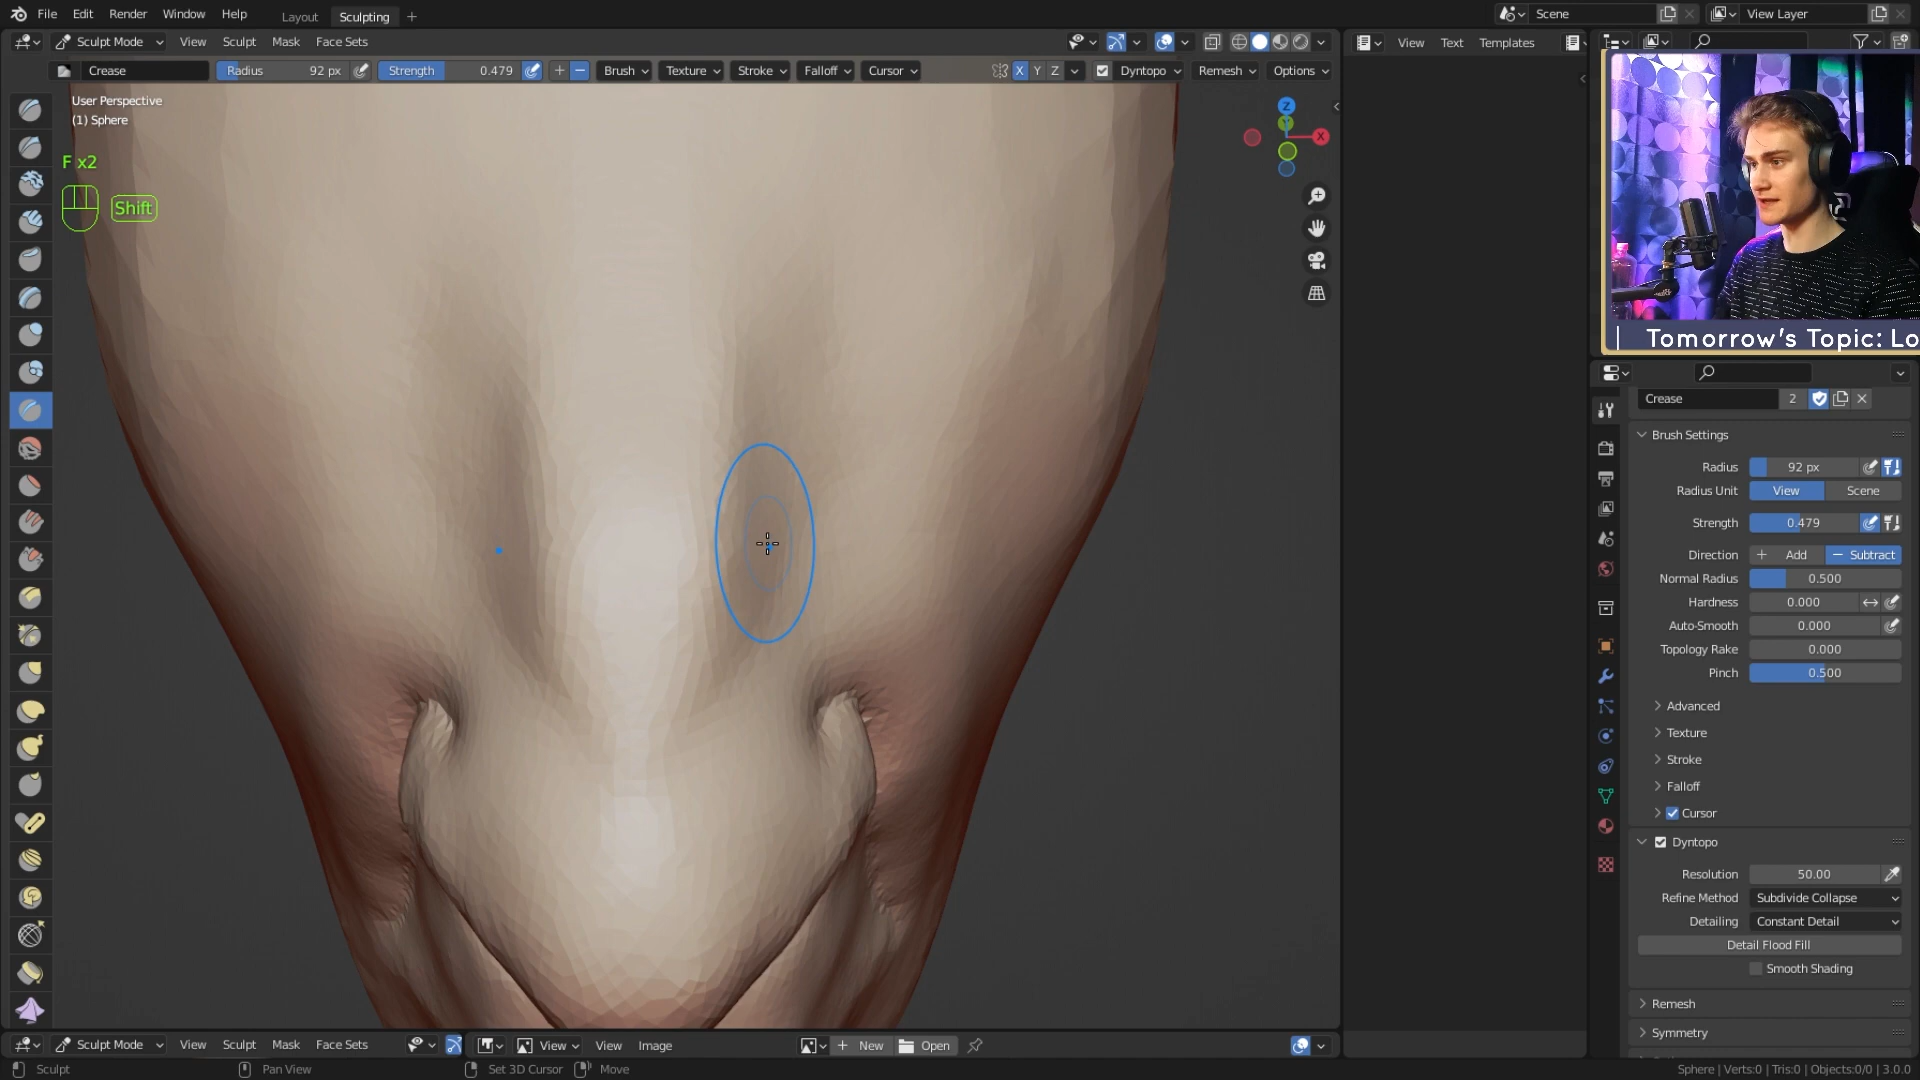 File Edit Render Window Help Layout Sculpting + Scene View Layer
Sculpt Mode View Sculpt Mask Face Sets View Text Templates
Crease Radius 92 px Strength 0.479 Brush Texture Stroke Falloff Cursor X Y Z Dyntopo Remesh Options
User Perspective
(1) Sphere
Z
X
F x2
Shift
Tomorrow's Topic: Lo
Crease 2
Brush Settings
Radius 92 px
Radius Unit View Scene
Strength 0.479
Direction + Add − Subtract
Normal Radius 0.500
Hardness 0.000
Auto-Smooth 0.000
Topology Rake 0.000
Pinch 0.500
Advanced
Texture
Stroke
Falloff
Cursor
Dyntopo
Resolution 50.00
Refine Method Subdivide Collapse
Detailing Constant Detail
Detail Flood Fill
Smooth Shading
Remesh
Symmetry
Sculpt Mode View Sculpt Mask Face Sets View View Image + New Open
Sculpt Pan View Set 3D Cursor Move Sphere | Verts:0 | Tris:0 | Objects:0/0 | 3.0.0